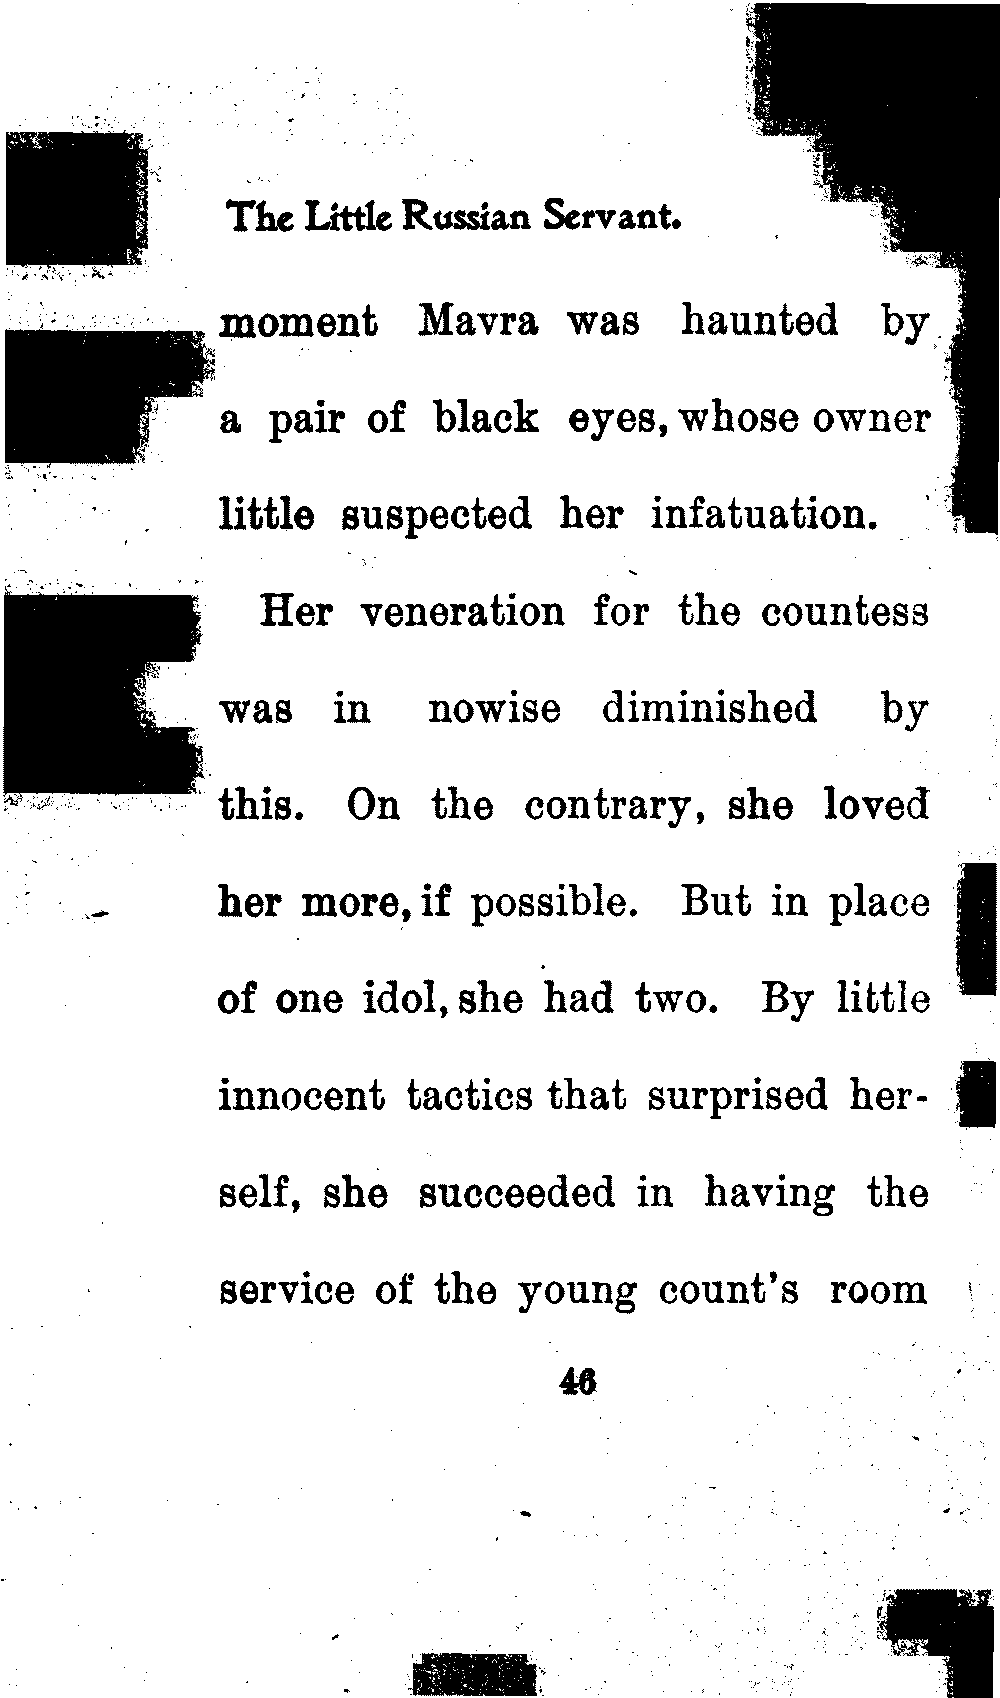 The Little Russian Servant.
moment Mavra was haunted by
a pair of black eyes, whose owner
little suspected her infatuation.
Her veneration for the countess
was in nowise diminished by
this. On the contrary, she loved
her more, if possible. But in place
of one idol, she had two. By little
innocent tactics that surprised her-
self, she succeeded in having the
service of the young count's room
46